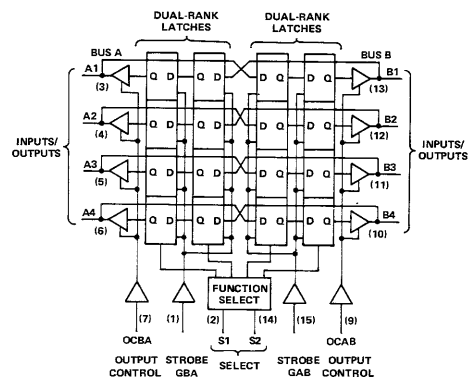 DUAL-RANK LATCHES DUAL-RANK LATCHES
BUS A BUS B
A1 Q D Q D D Q D Q B1
(3) (13)
A2 Q D Q D D Q D Q B2
(4) (12)
INPUTS/ OUTPUTS INPUTS/ OUTPUTS
A3 Q D Q D D Q D Q B3
(5) (11)
A4 Q D Q D D Q D Q B4
(6) (10)
FUNCTION
SELECT
(7) (1) (2) (14) (15) (9)
OCBA S1 S2 OCAB
OUTPUT CONTROL STROBE GBA SELECT STROBE GAB OUTPUT CONTROL